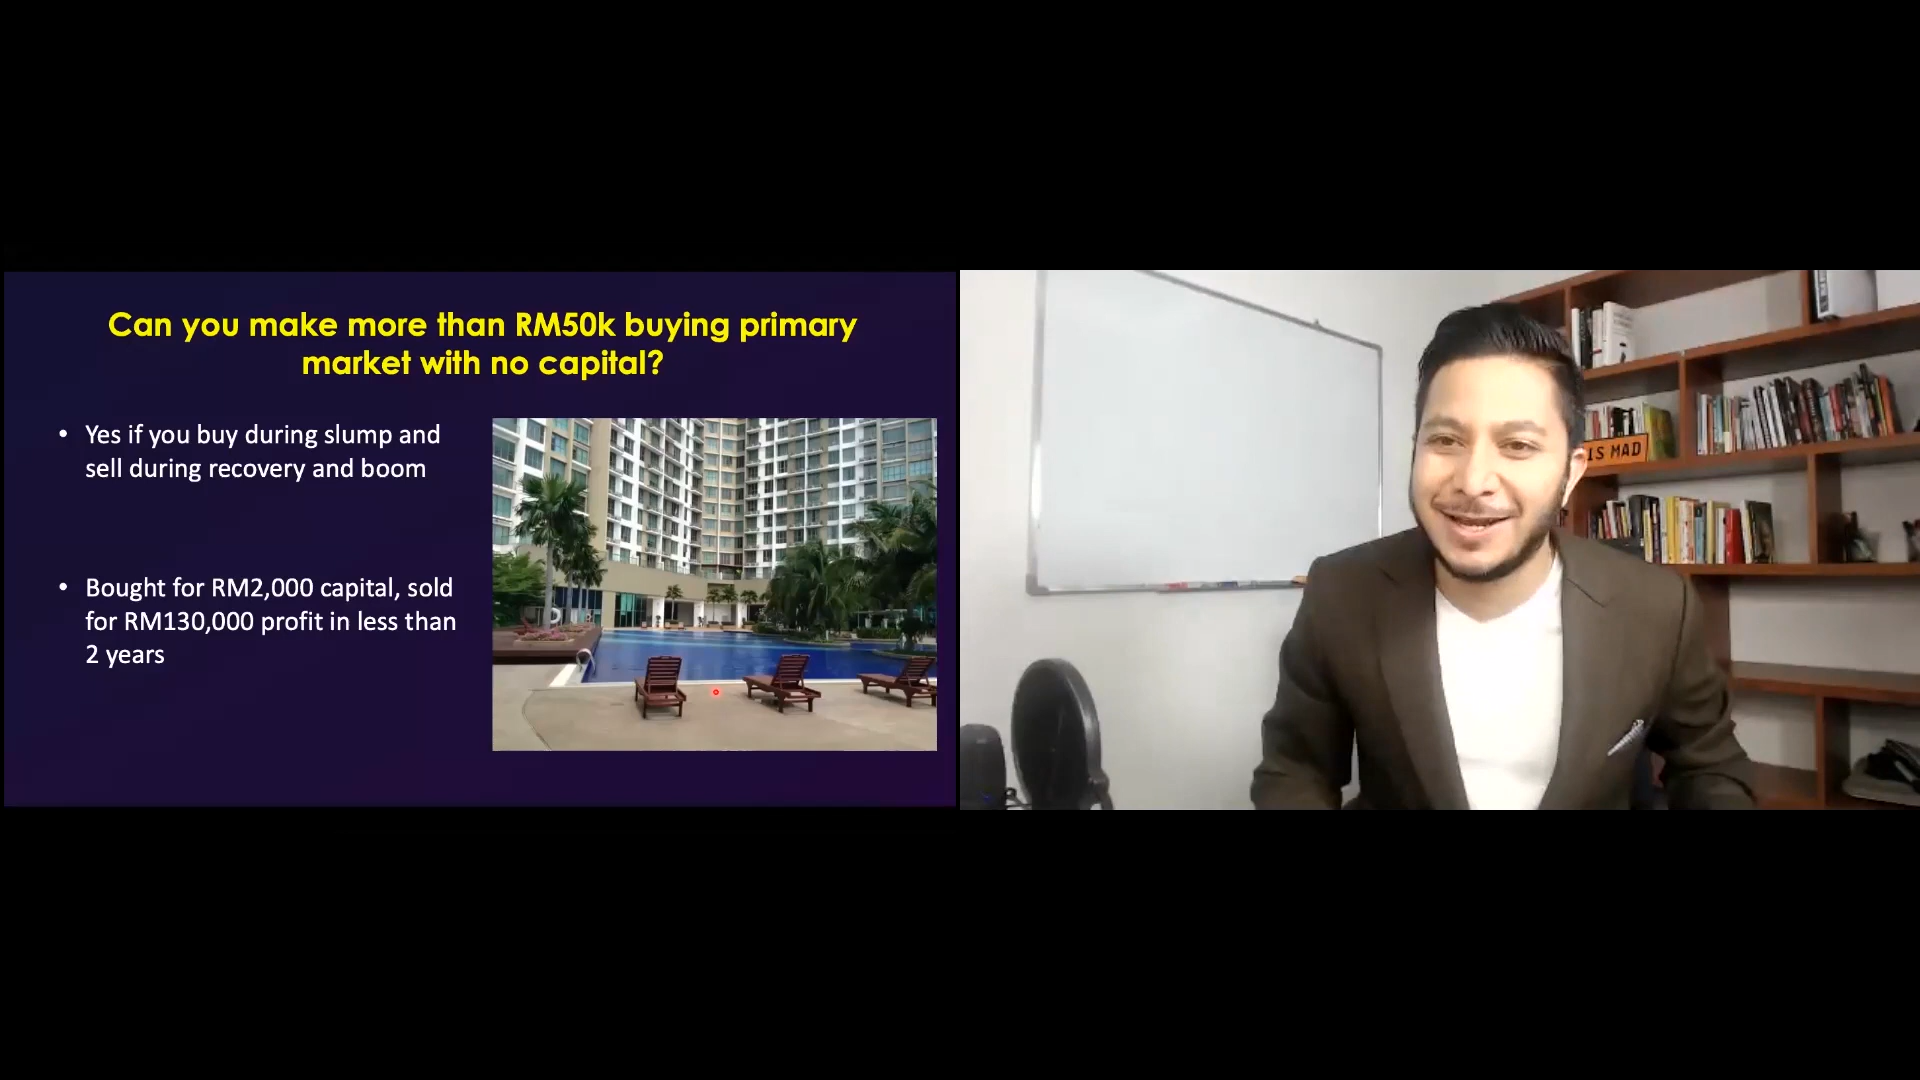 Can you make more than RM50k buying primary
market with no capital?
• Yes if you buy during slump and
sell during recovery and boom
• Bought for RM2,000 capital, sold
for RM130,000 profit in less than
2 years
IS MAD